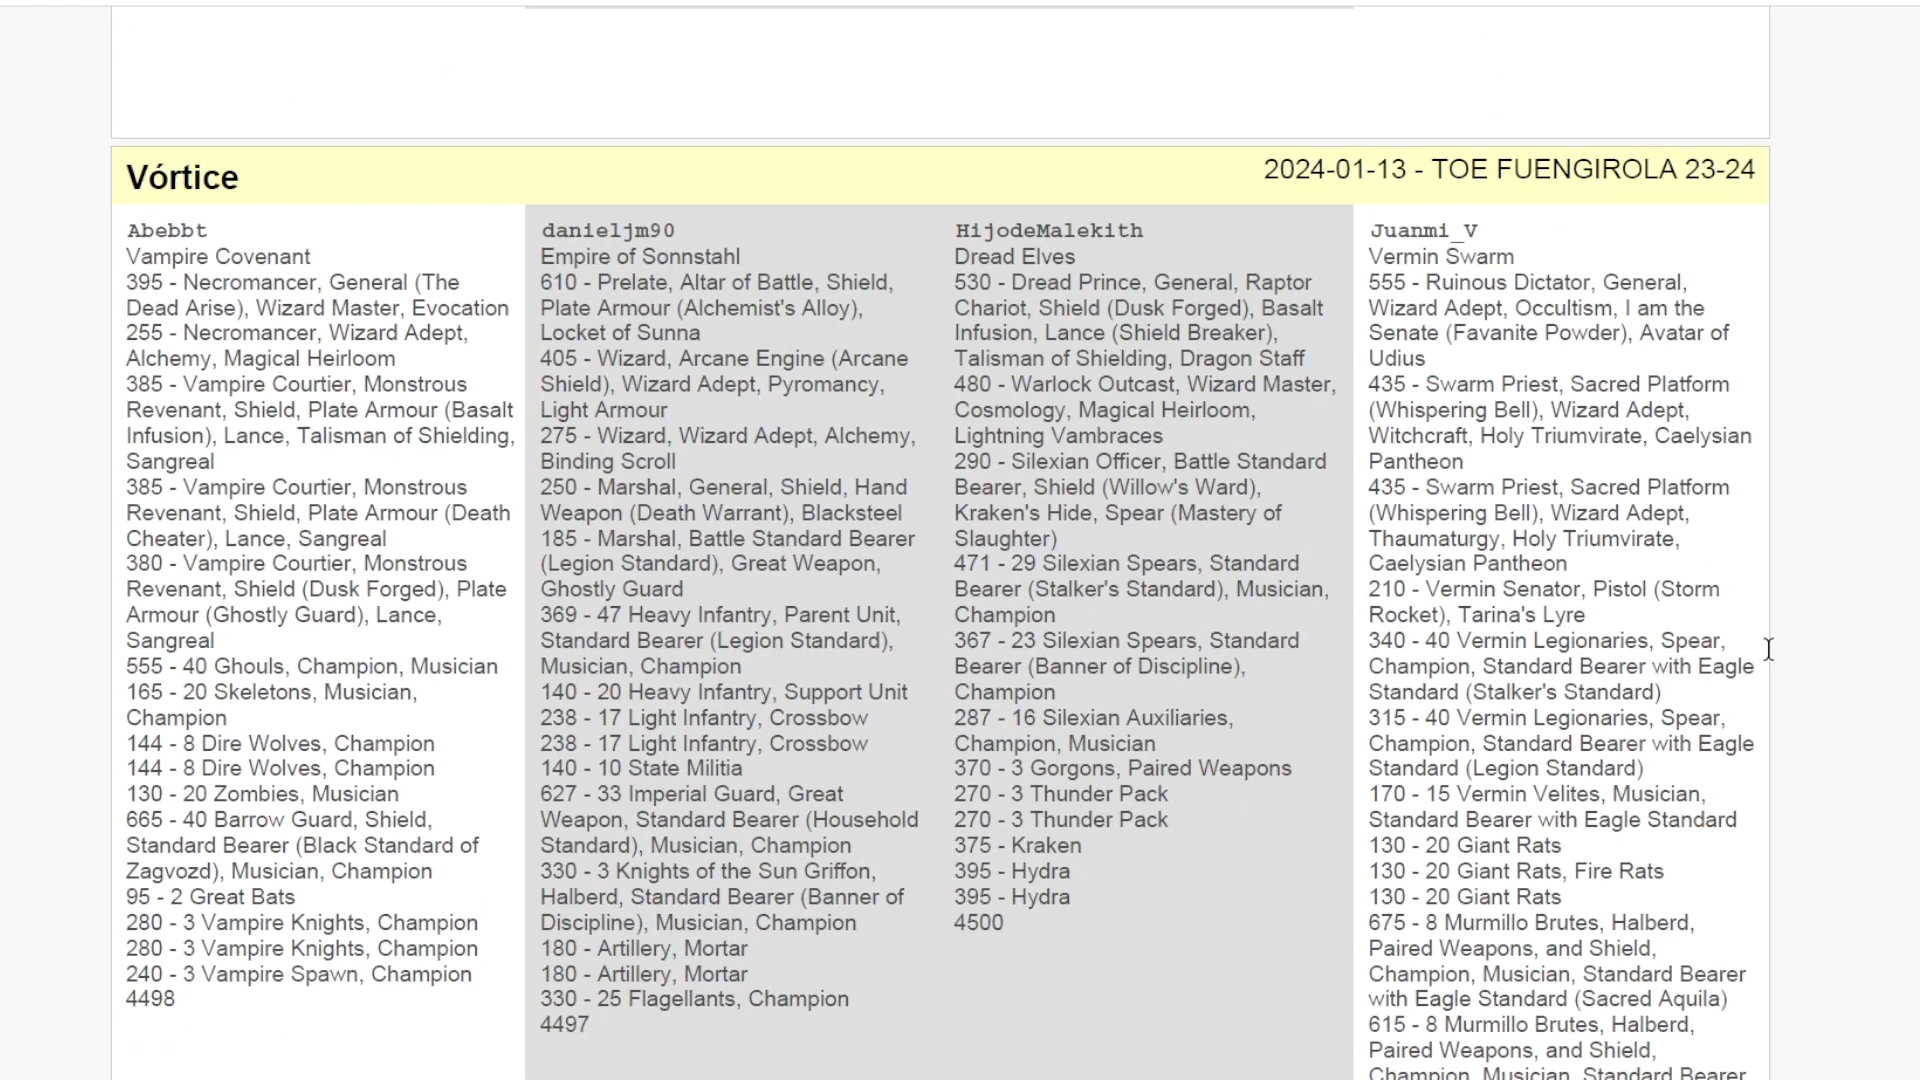 Vórtice
2024-01-13 - TOE FUENGIROLA 23-24
Abebbt
Vampire Covenant
395 - Necromancer, General (The
Dead Arise), Wizard Master, Evocation
255 - Necromancer, Wizard Adept,
Alchemy, Magical Heirloom
385 - Vampire Courtier, Monstrous
Revenant, Shield, Plate Armour (Basalt
Infusion), Lance, Talisman of Shielding,
Sangreal
385 - Vampire Courtier, Monstrous
Revenant, Shield, Plate Armour (Death
Cheater), Lance, Sangreal
380 - Vampire Courtier, Monstrous
Revenant, Shield (Dusk Forged), Plate
Armour (Ghostly Guard), Lance,
Sangreal
555 - 40 Ghouls, Champion, Musician
165 - 20 Skeletons, Musician,
Champion
144 - 8 Dire Wolves, Champion
144 - 8 Dire Wolves, Champion
130 - 20 Zombies, Musician
665 - 40 Barrow Guard, Shield,
Standard Bearer (Black Standard of
Zagvozd), Musician, Champion
95 - 2 Great Bats
280 - 3 Vampire Knights, Champion
280 - 3 Vampire Knights, Champion
240 - 3 Vampire Spawn, Champion
4498
danieljm90
Empire of Sonnstahl
610 - Prelate, Altar of Battle, Shield,
Plate Armour (Alchemist's Alloy),
Locket of Sunna
405 - Wizard, Arcane Engine (Arcane
Shield), Wizard Adept, Pyromancy,
Light Armour
275 - Wizard, Wizard Adept, Alchemy,
Binding Scroll
250 - Marshal, General, Shield, Hand
Weapon (Death Warrant), Blacksteel
185 - Marshal, Battle Standard Bearer
(Legion Standard), Great Weapon,
Ghostly Guard
369 - 47 Heavy Infantry, Parent Unit,
Standard Bearer (Legion Standard),
Musician, Champion
140 - 20 Heavy Infantry, Support Unit
238 - 17 Light Infantry, Crossbow
238 - 17 Light Infantry, Crossbow
140 - 10 State Militia
627 - 33 Imperial Guard, Great
Weapon, Standard Bearer (Household
Standard), Musician, Champion
330 - 3 Knights of the Sun Griffon,
Halberd, Standard Bearer (Banner of
Discipline), Musician, Champion
180 - Artillery, Mortar
180 - Artillery, Mortar
330 - 25 Flagellants, Champion
4497
HijodeMalekith
Dread Elves
530 - Dread Prince, General, Raptor
Chariot, Shield (Dusk Forged), Basalt
Infusion, Lance (Shield Breaker),
Talisman of Shielding, Dragon Staff
480 - Warlock Outcast, Wizard Master,
Cosmology, Magical Heirloom,
Lightning Vambraces
290 - Silexian Officer, Battle Standard
Bearer, Shield (Willow's Ward),
Kraken's Hide, Spear (Mastery of
Slaughter)
471 - 29 Silexian Spears, Standard
Bearer (Stalker's Standard), Musician,
Champion
367 - 23 Silexian Spears, Standard
Bearer (Banner of Discipline),
Champion
287 - 16 Silexian Auxiliaries,
Champion, Musician
370 - 3 Gorgons, Paired Weapons
270 - 3 Thunder Pack
270 - 3 Thunder Pack
375 - Kraken
395 - Hydra
395 - Hydra
4500
Juanmi_V
Vermin Swarm
555 - Ruinous Dictator, General,
Wizard Adept, Occultism, I am the
Senate (Favanite Powder), Avatar of
Udius
435 - Swarm Priest, Sacred Platform
(Whispering Bell), Wizard Adept,
Witchcraft, Holy Triumvirate, Caelysian
Pantheon
435 - Swarm Priest, Sacred Platform
(Whispering Bell), Wizard Adept,
Thaumaturgy, Holy Triumvirate,
Caelysian Pantheon
210 - Vermin Senator, Pistol (Storm
Rocket), Tarina's Lyre
340 - 40 Vermin Legionaries, Spear,
Champion, Standard Bearer with Eagle
Standard (Stalker's Standard)
315 - 40 Vermin Legionaries, Spear,
Champion, Standard Bearer with Eagle
Standard (Legion Standard)
170 - 15 Vermin Velites, Musician,
Standard Bearer with Eagle Standard
130 - 20 Giant Rats
130 - 20 Giant Rats, Fire Rats
130 - 20 Giant Rats
675 - 8 Murmillo Brutes, Halberd,
Paired Weapons, and Shield,
Champion, Musician, Standard Bearer
with Eagle Standard (Sacred Aquila)
615 - 8 Murmillo Brutes, Halberd,
Paired Weapons, and Shield,
Champion, Musician, Standard Bearer